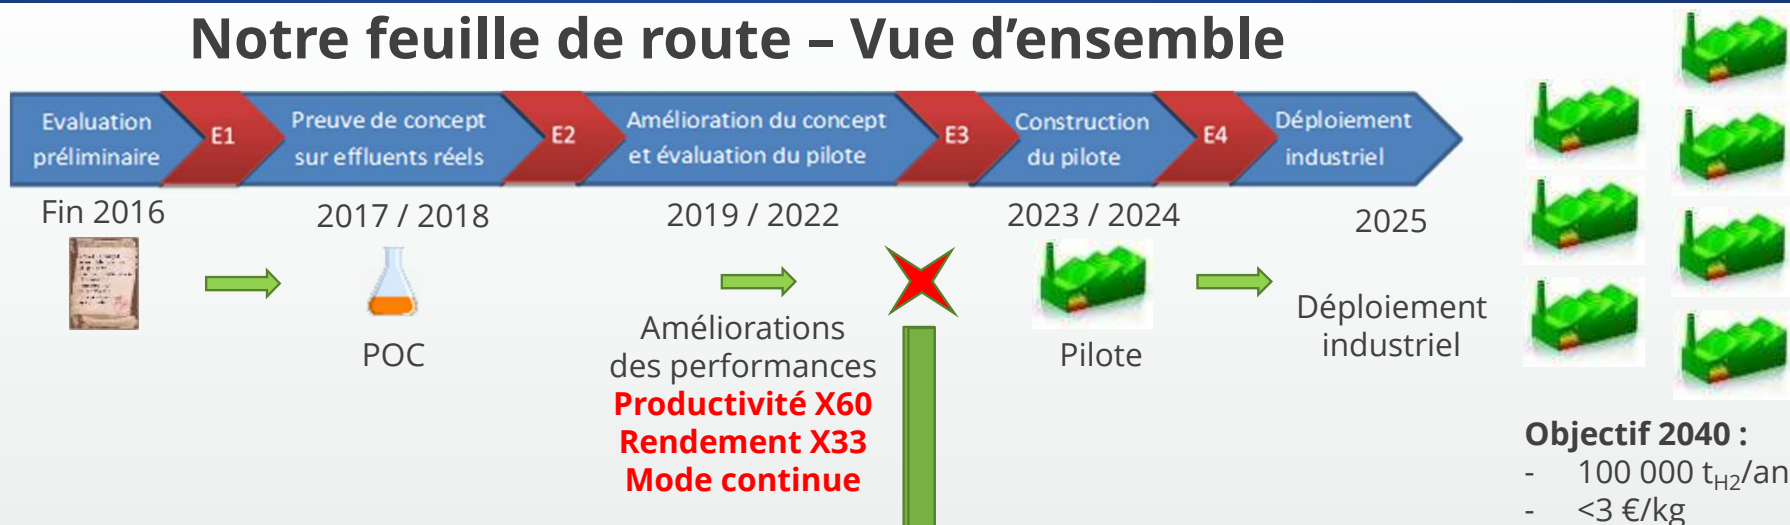 Notre feuille de route – Vue d’ensemble
Evaluation
préliminaire
E1
Preuve de concept
sur effluents réels
E2
Amélioration du concept
et évaluation du pilote
E3
Construction
du pilote
E4
Déploiement
industriel
Fin 2016
2017 / 2018
2019 / 2022
2023 / 2024
2025
POC
Améliorations
des performances
Productivité X60
Rendement X33
Mode continue
Pilote
Déploiement
industriel
Objectif 2040 :
- 100 000 tH2/an
- <3 €/kg